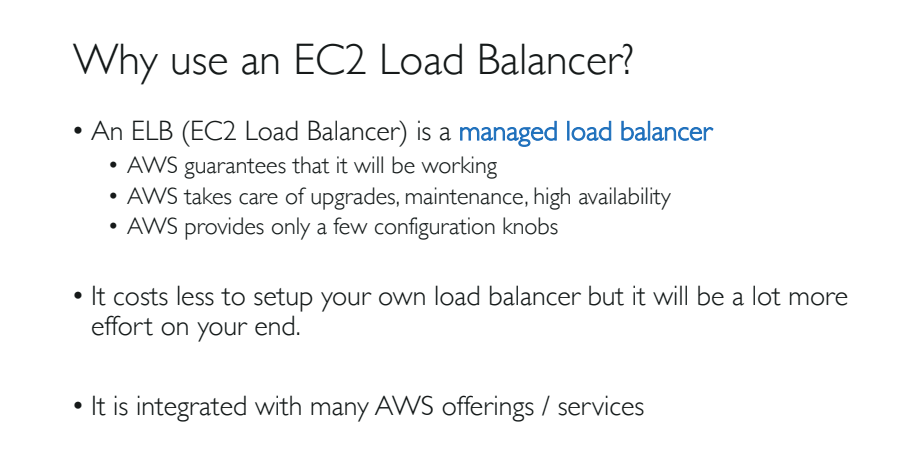 Why use an EC2 Load Balancer?
• An ELB (EC2 Load Balancer) is a managed load balancer
• AWS guarantees that it will be working
• AWS takes care of upgrades, maintenance, high availability
• AWS provides only a few configuration knobs
• It costs less to setup your own load balancer but it will be a lot more
effort on your end.
• It is integrated with many AWS offerings / services